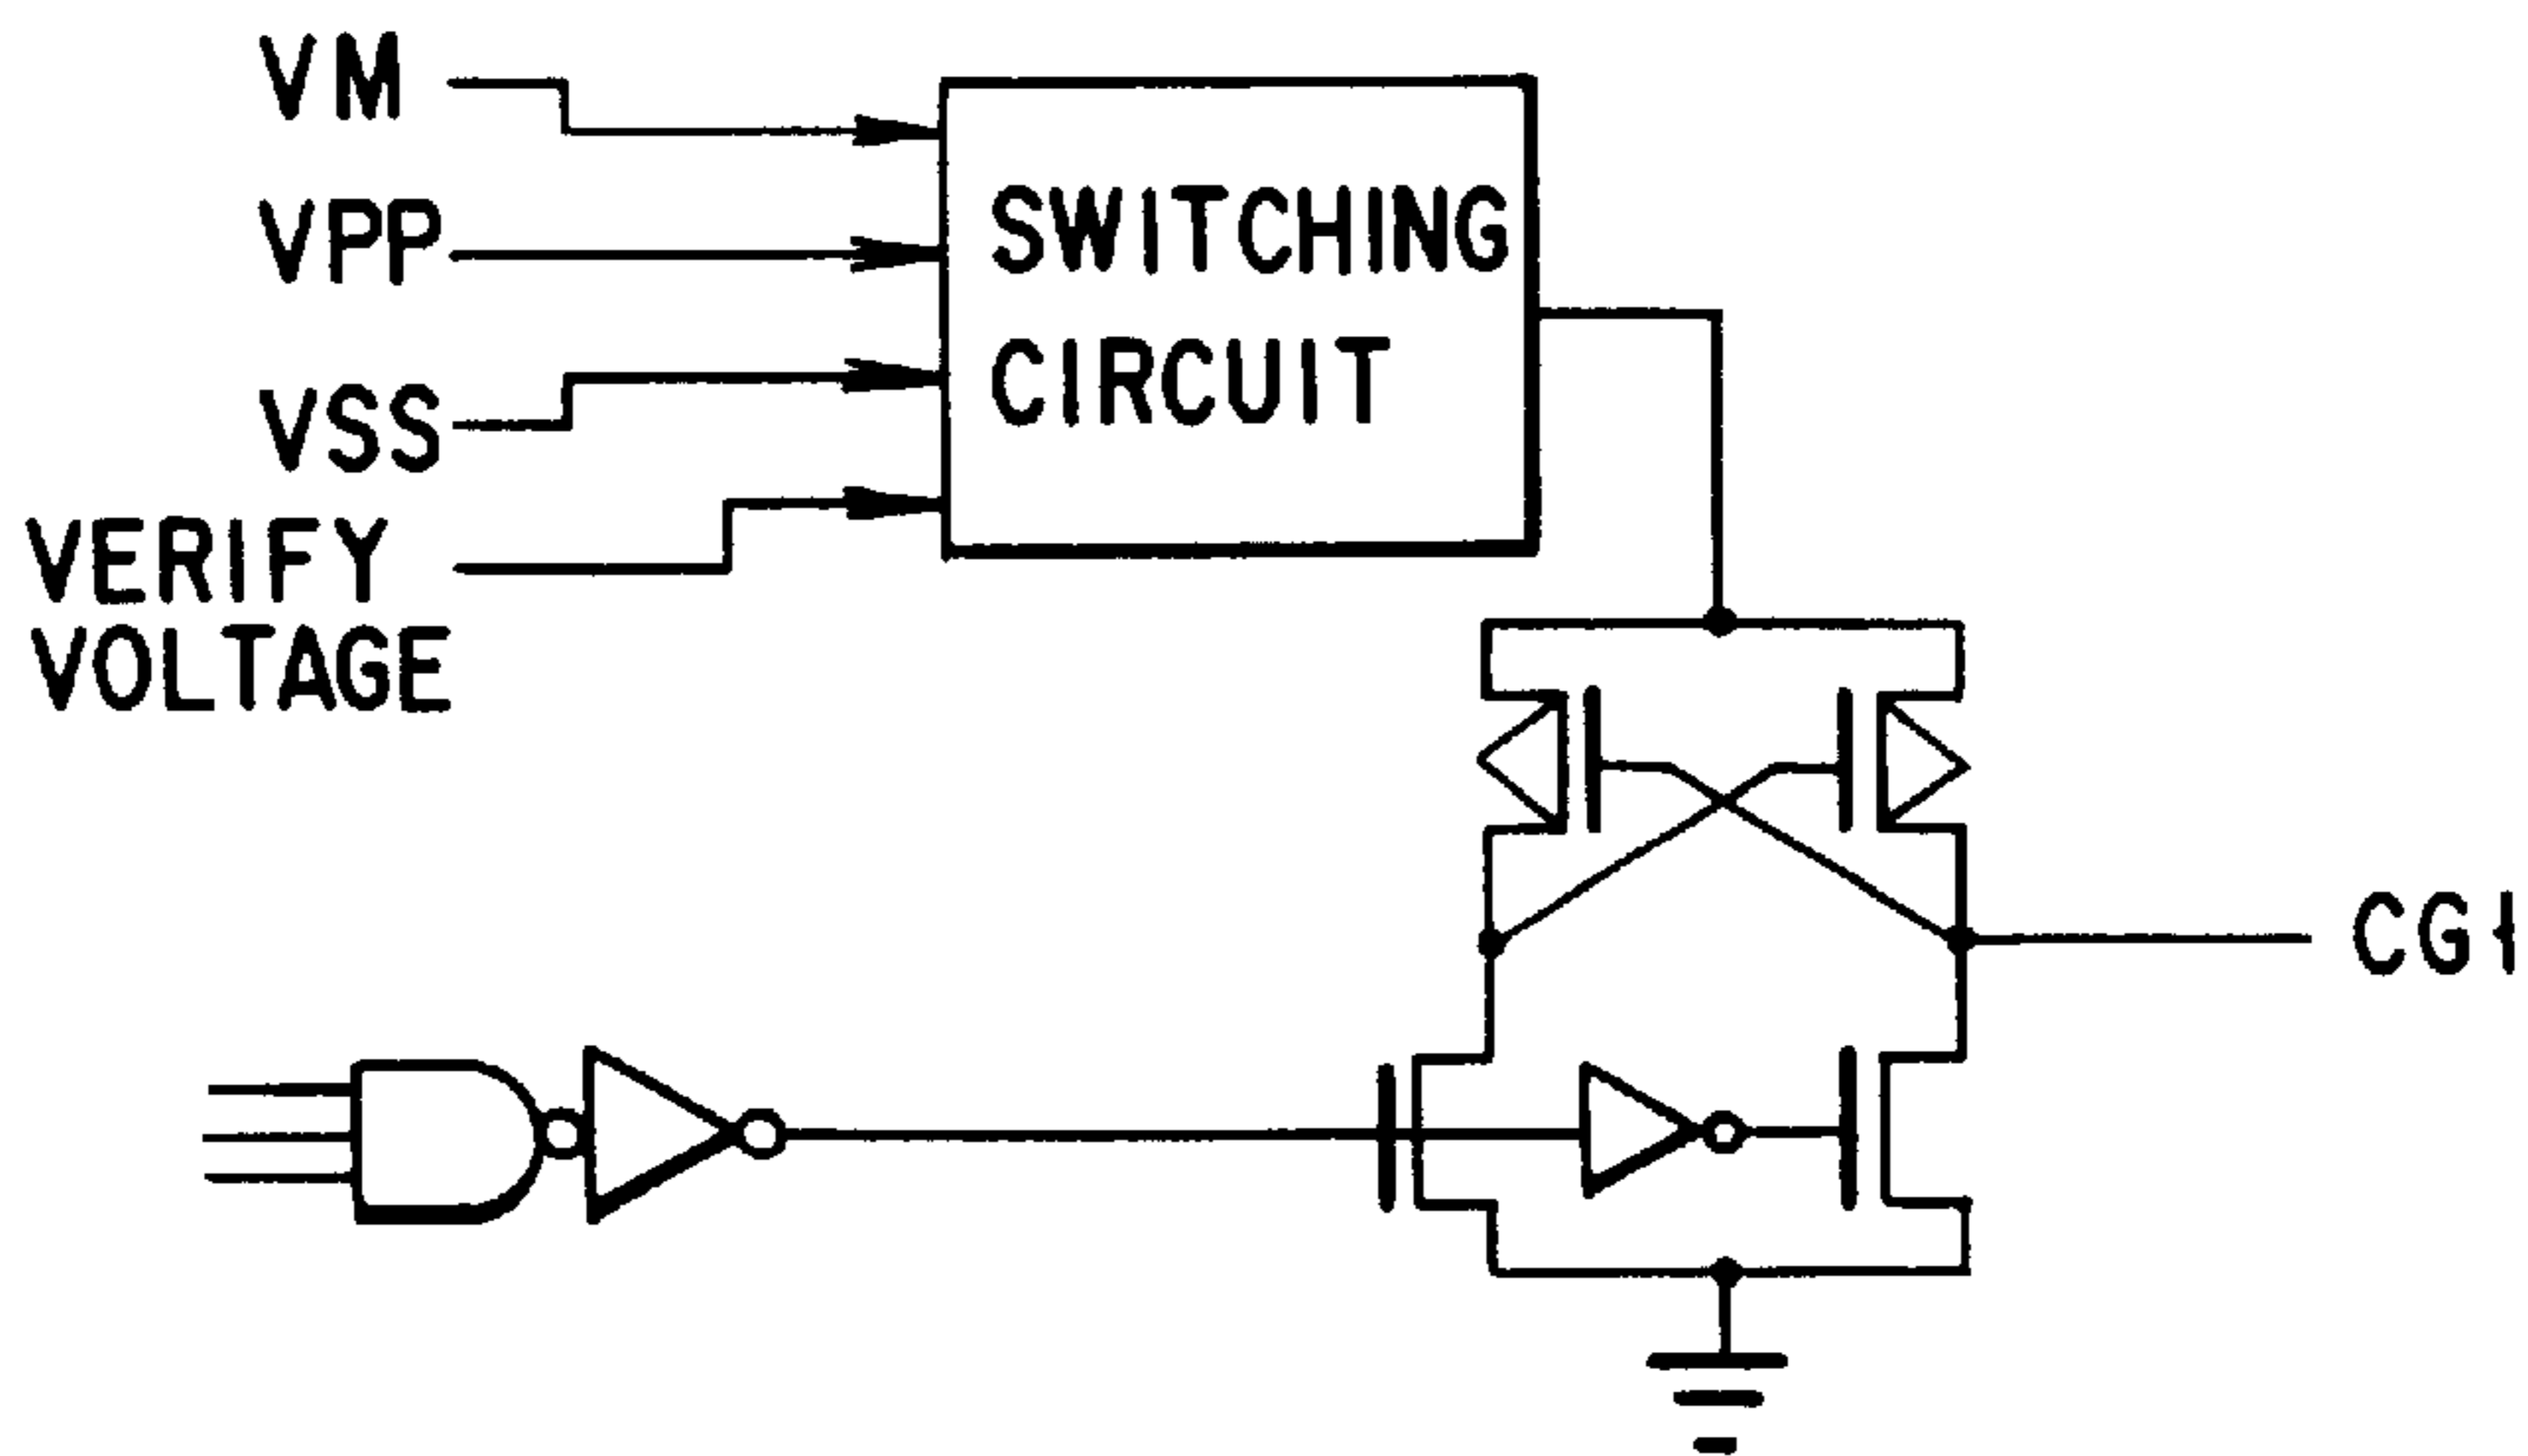 VM
VPP
VSS
VERIFY
VOLTAGE
SWITCHING
CIRCUIT
CG1